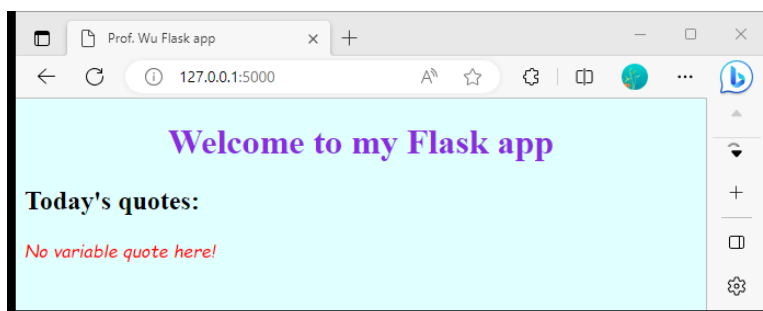 Prof. Wu Flask app
127.0.0.1:5000
Welcome to my Flask app
Today's quotes:
No variable quote here!